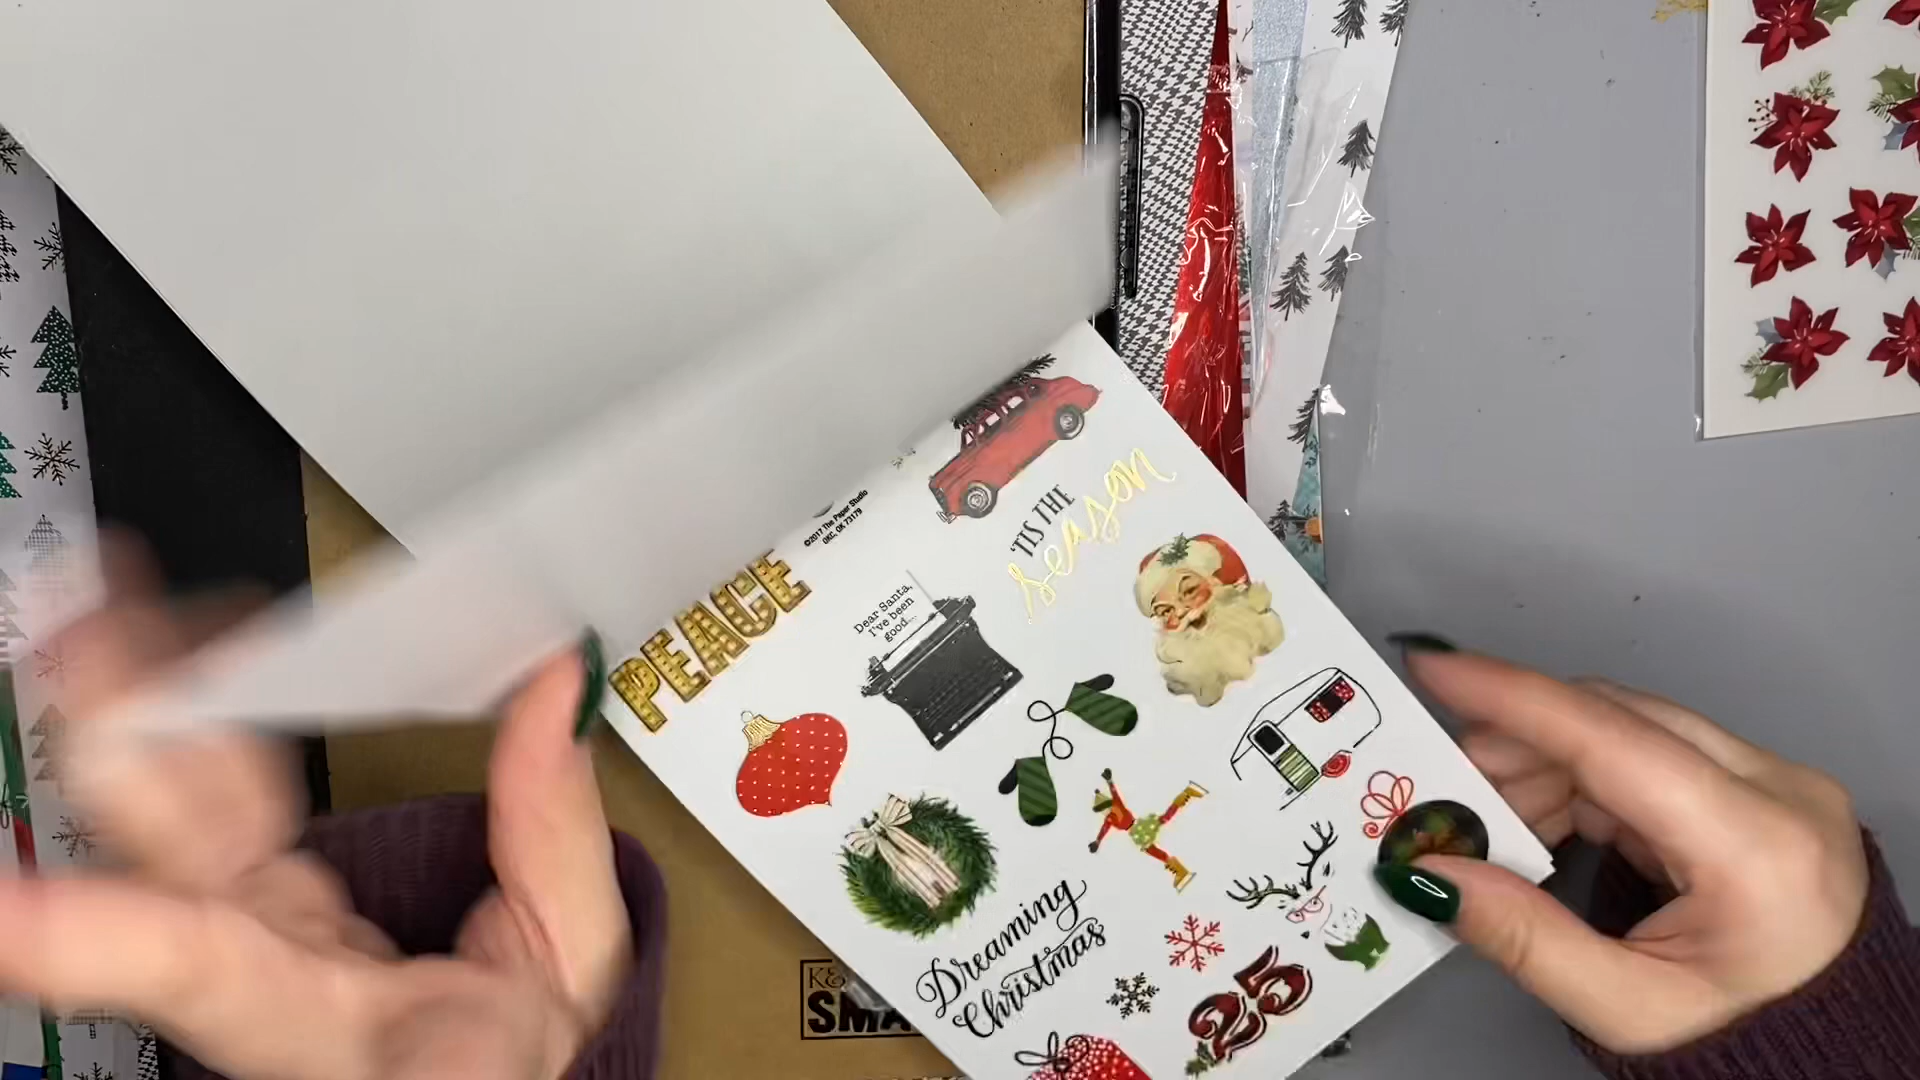 ©2017 The Paper Studio
OKC, OK 73179
PEACE
Dear Santa,
I've been
good...
'TIS THE
season
Dreaming
Christmas
25
K&
SMA